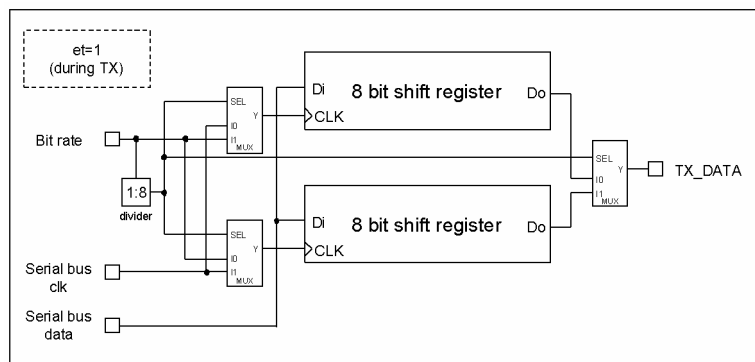 et=1
(during TX)
Di
8 bit shift register
Do
CLK
SEL
I0
Y
I1
MUX
Bit rate
SEL
Y
I0
I1
MUX
TX_DATA
1:8
divider
Di
8 bit shift register
Do
CLK
SEL
Y
I0
I1
MUX
Serial bus
clk
Serial bus
data